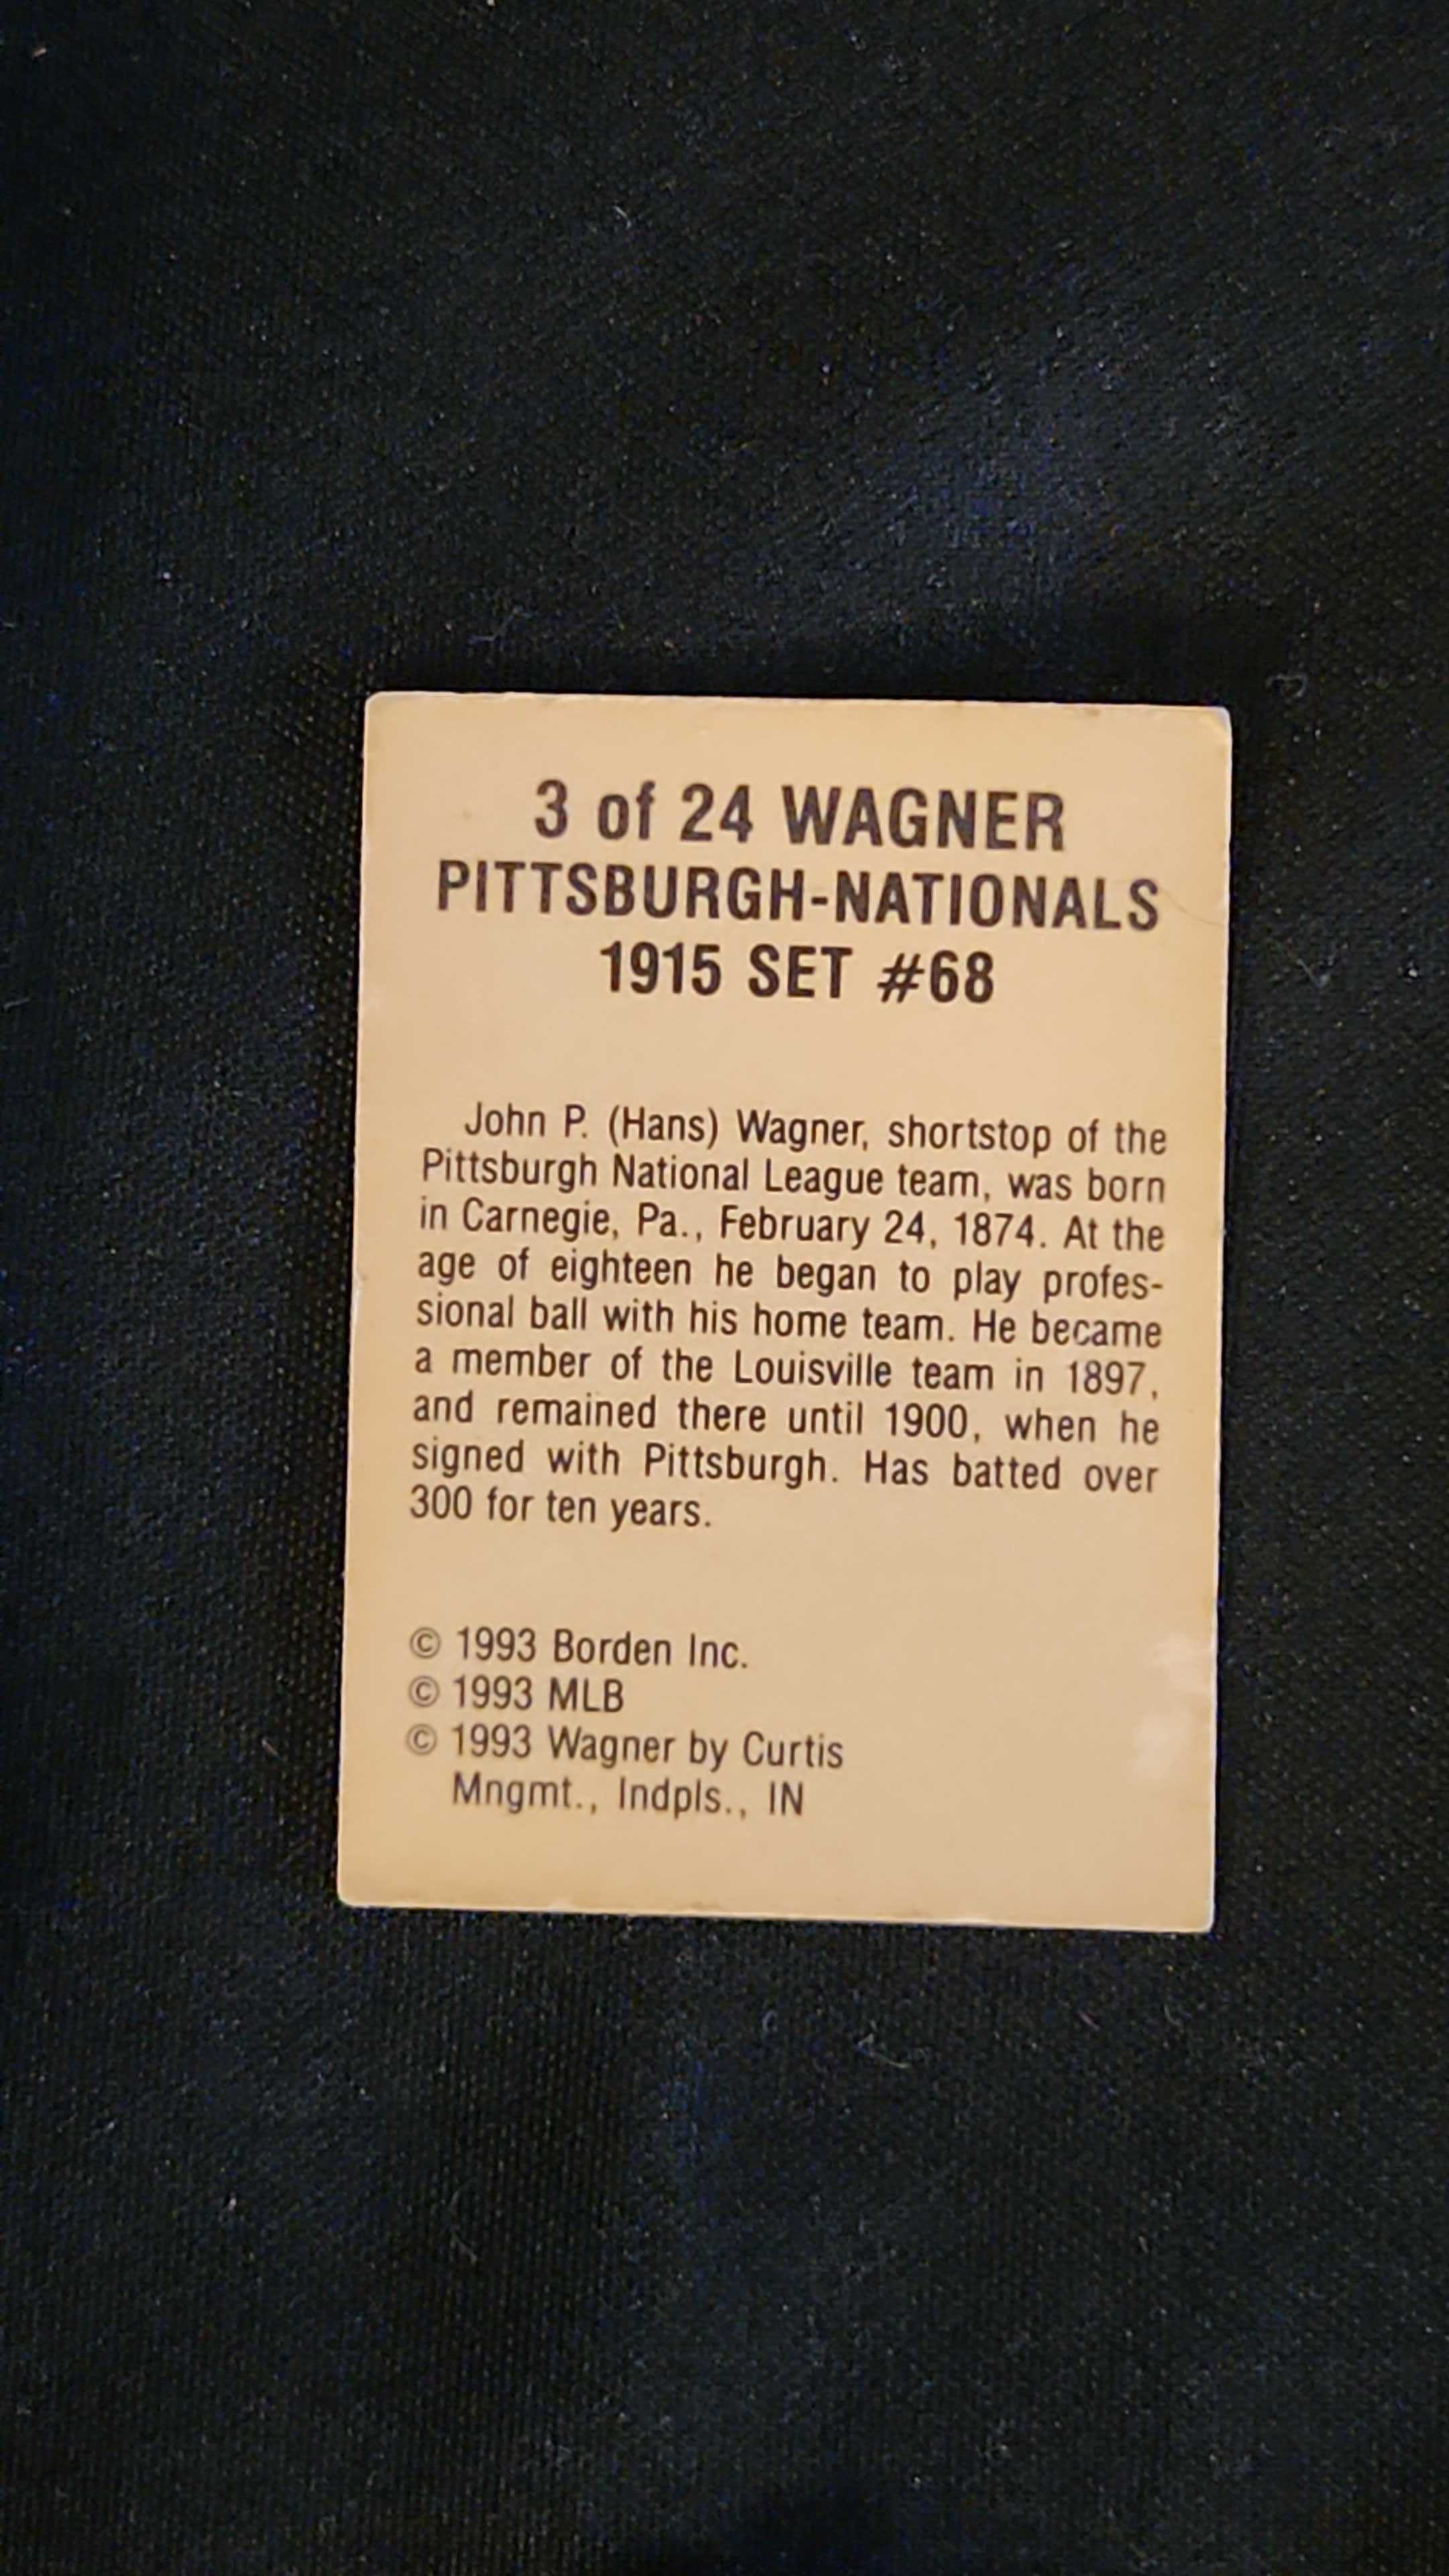 3 of 24 WAGNER
PITTSBURGH-NATIONALS
1915 SET #68
John P. (Hans) Wagner, shortstop of the
Pittsburgh National League team, was born
in Carnegie, Pa., February 24, 1874. At the
age of eighteen he began to play profes-
sional ball with his home team. He became
a member of the Louisville team in 1897,
and remained there until 1900, when he
signed with Pittsburgh. Has batted over
300 for ten years.
© 1993 Borden Inc.
© 1993 MLB
© 1993 Wagner by Curtis
Mngmt., Indpls., IN